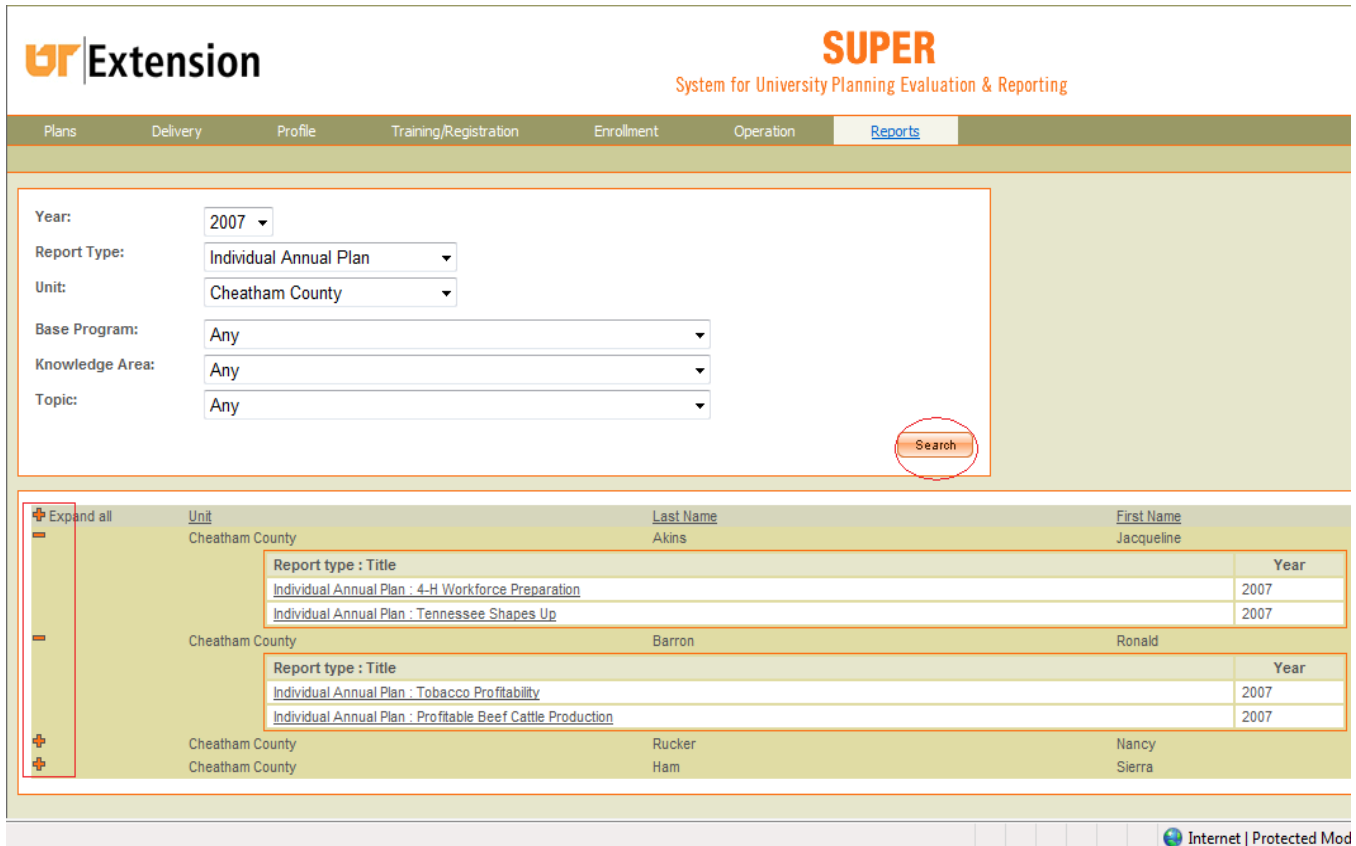 UT Extension
SUPER
System for University Planning Evaluation & Reporting
Plans Delivery Profile Training/Registration Enrollment Operation Reports
Year: 2007
Report Type: Individual Annual Plan
Unit: Cheatham County
Base Program: Any
Knowledge Area: Any
Topic: Any
Search
Expand all Unit Last Name First Name
Cheatham County Akins Jacqueline
Report type : Title Year
Individual Annual Plan : 4-H Workforce Preparation 2007
Individual Annual Plan : Tennessee Shapes Up 2007
Cheatham County Barron Ronald
Report type : Title Year
Individual Annual Plan : Tobacco Profitability 2007
Individual Annual Plan : Profitable Beef Cattle Production 2007
Cheatham County Rucker Nancy
Cheatham County Ham Sierra
Internet | Protected Mod